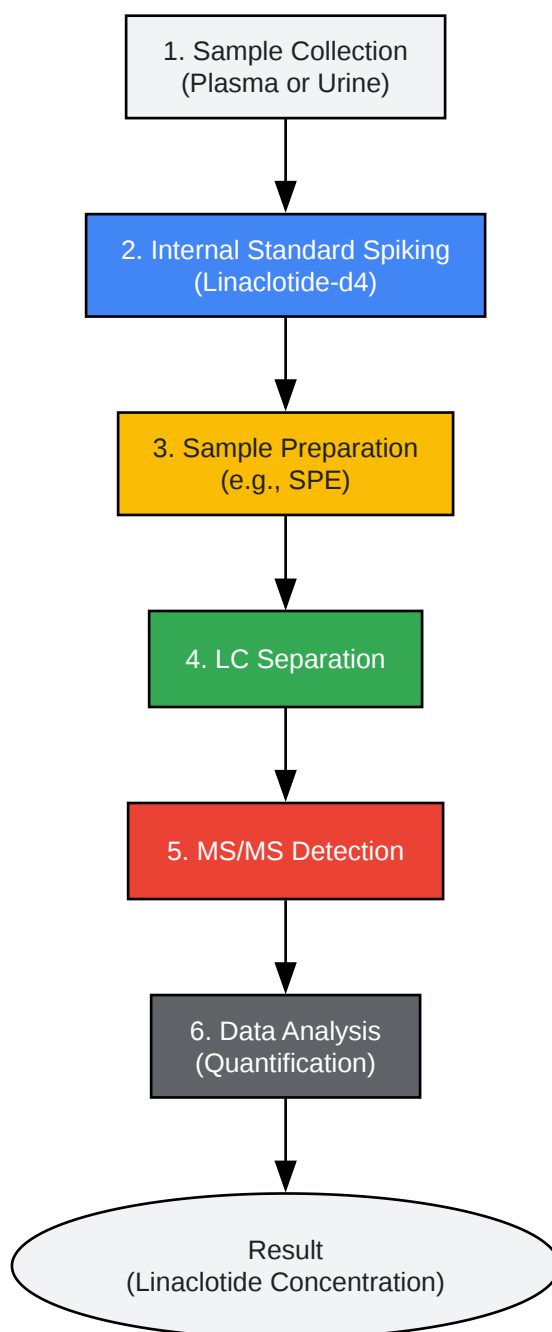 1. Sample Collection
(Plasma or Urine)
2. Internal Standard Spiking
(Linaclotide-d4)
3. Sample Preparation
(e.g., SPE)
4. LC Separation
5. MS/MS Detection
6. Data Analysis
(Quantification)
Result
(Linaclotide Concentration)